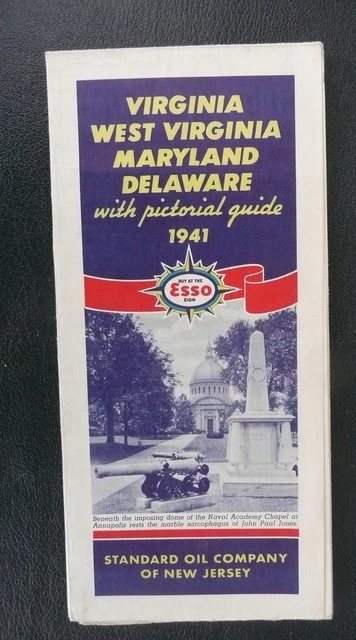 VIRGINIA
WEST VIRGINIA
MARYLAND
DELAWARE
with pictorial guide
1941
BUY AT THE
Esso
SIGN
Beneath the imposing dome of the Naval Academy Chapel at
Annapolis rests the marble sarcophagus of John Paul Jones.
STANDARD OIL COMPANY
OF NEW JERSEY